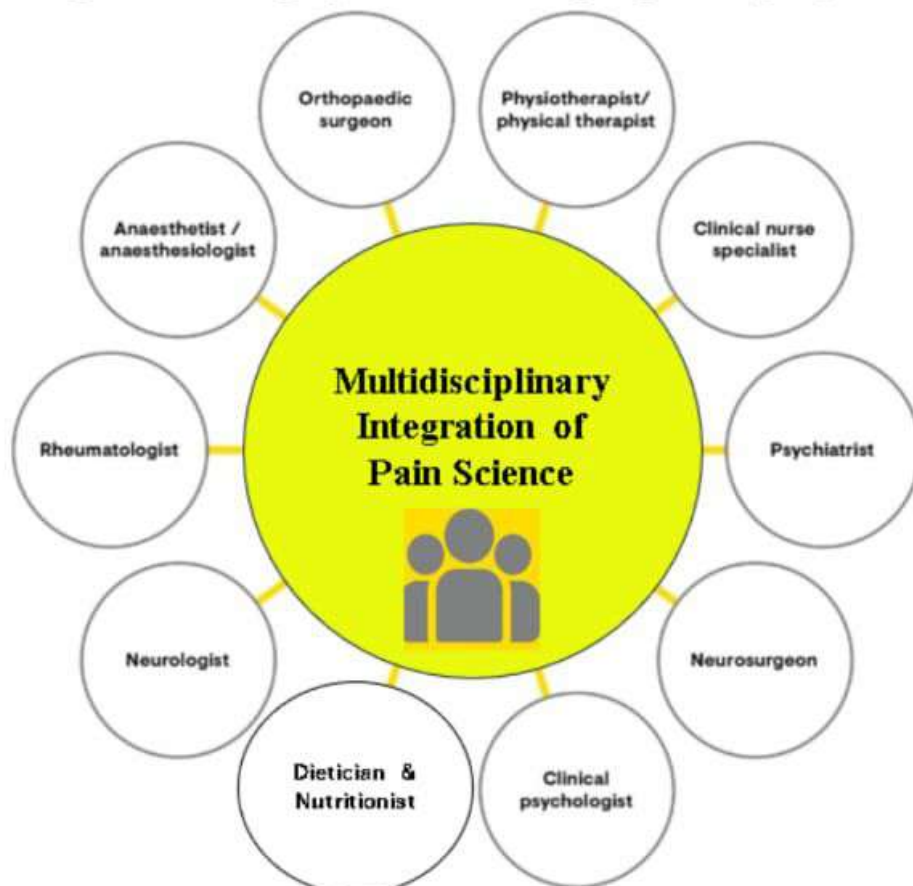 Orthopaedic
surgeon
Physiotherapist/
physical therapist
Anaesthetist /
anaesthesiologist
Clinical nurse
specialist
Multidisciplinary
Integration of
Pain Science
Rheumatologist
Psychiatrist
Neurologist
Neurosurgeon
Dietician &
Nutritionist
Clinical
psychologist